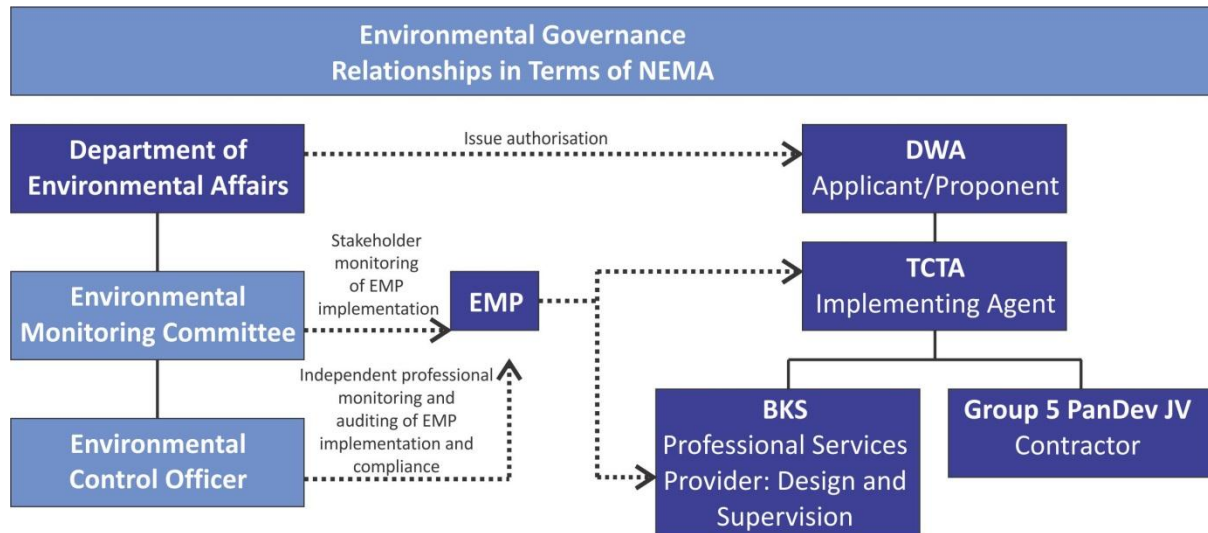 Environmental Governance
Relationships in Terms of NEMA
Department of
Environmental Affairs
Issue authorisation
DWA
Applicant/Proponent
Stakeholder
monitoring
of EMP
implementation
Environmental
Monitoring Committee
EMP
TCTA
Implementing Agent
Independent professional
monitoring and
auditing of EMP
implementation and
compliance
Environmental
Control Officer
BKS
Professional Services
Provider: Design and
Supervision
Group 5 PanDev JV
Contractor